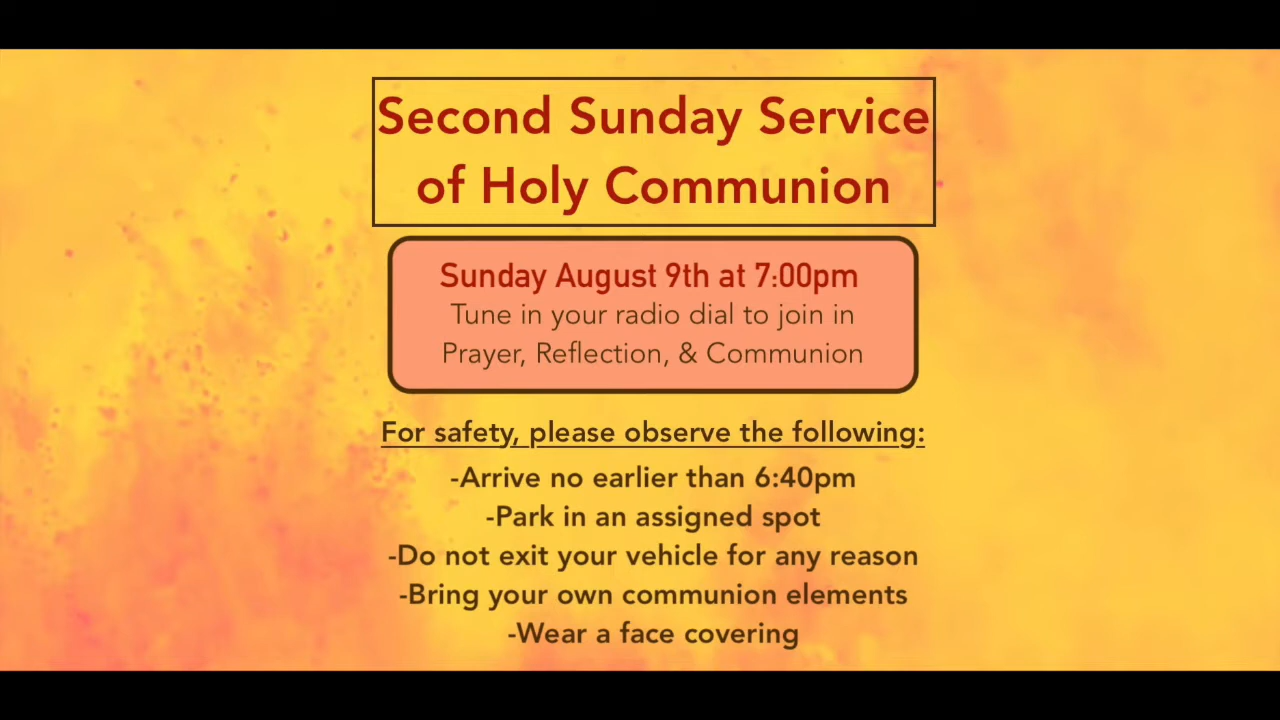 Second Sunday Service
of Holy Communion
Sunday August 9th at 7:00pm
Tune in your radio dial to join in
Prayer, Reflection, & Communion
For safety, please observe the following:
-Arrive no earlier than 6:40pm
-Park in an assigned spot
-Do not exit your vehicle for any reason
-Bring your own communion elements
-Wear a face covering